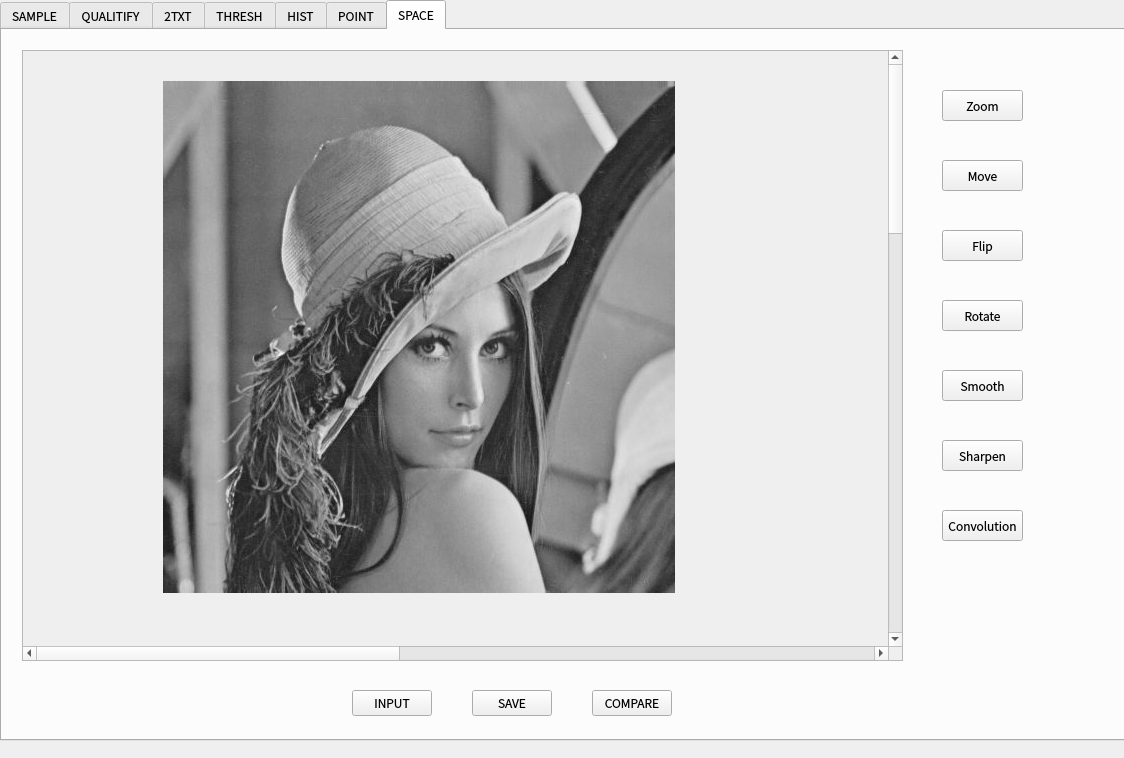 SAMPLE QUALITIFY 2TXT THRESH HIST POINT SPACE
Zoom
Move
Flip
Rotate
Smooth
Sharpen
Convolution
INPUT SAVE COMPARE